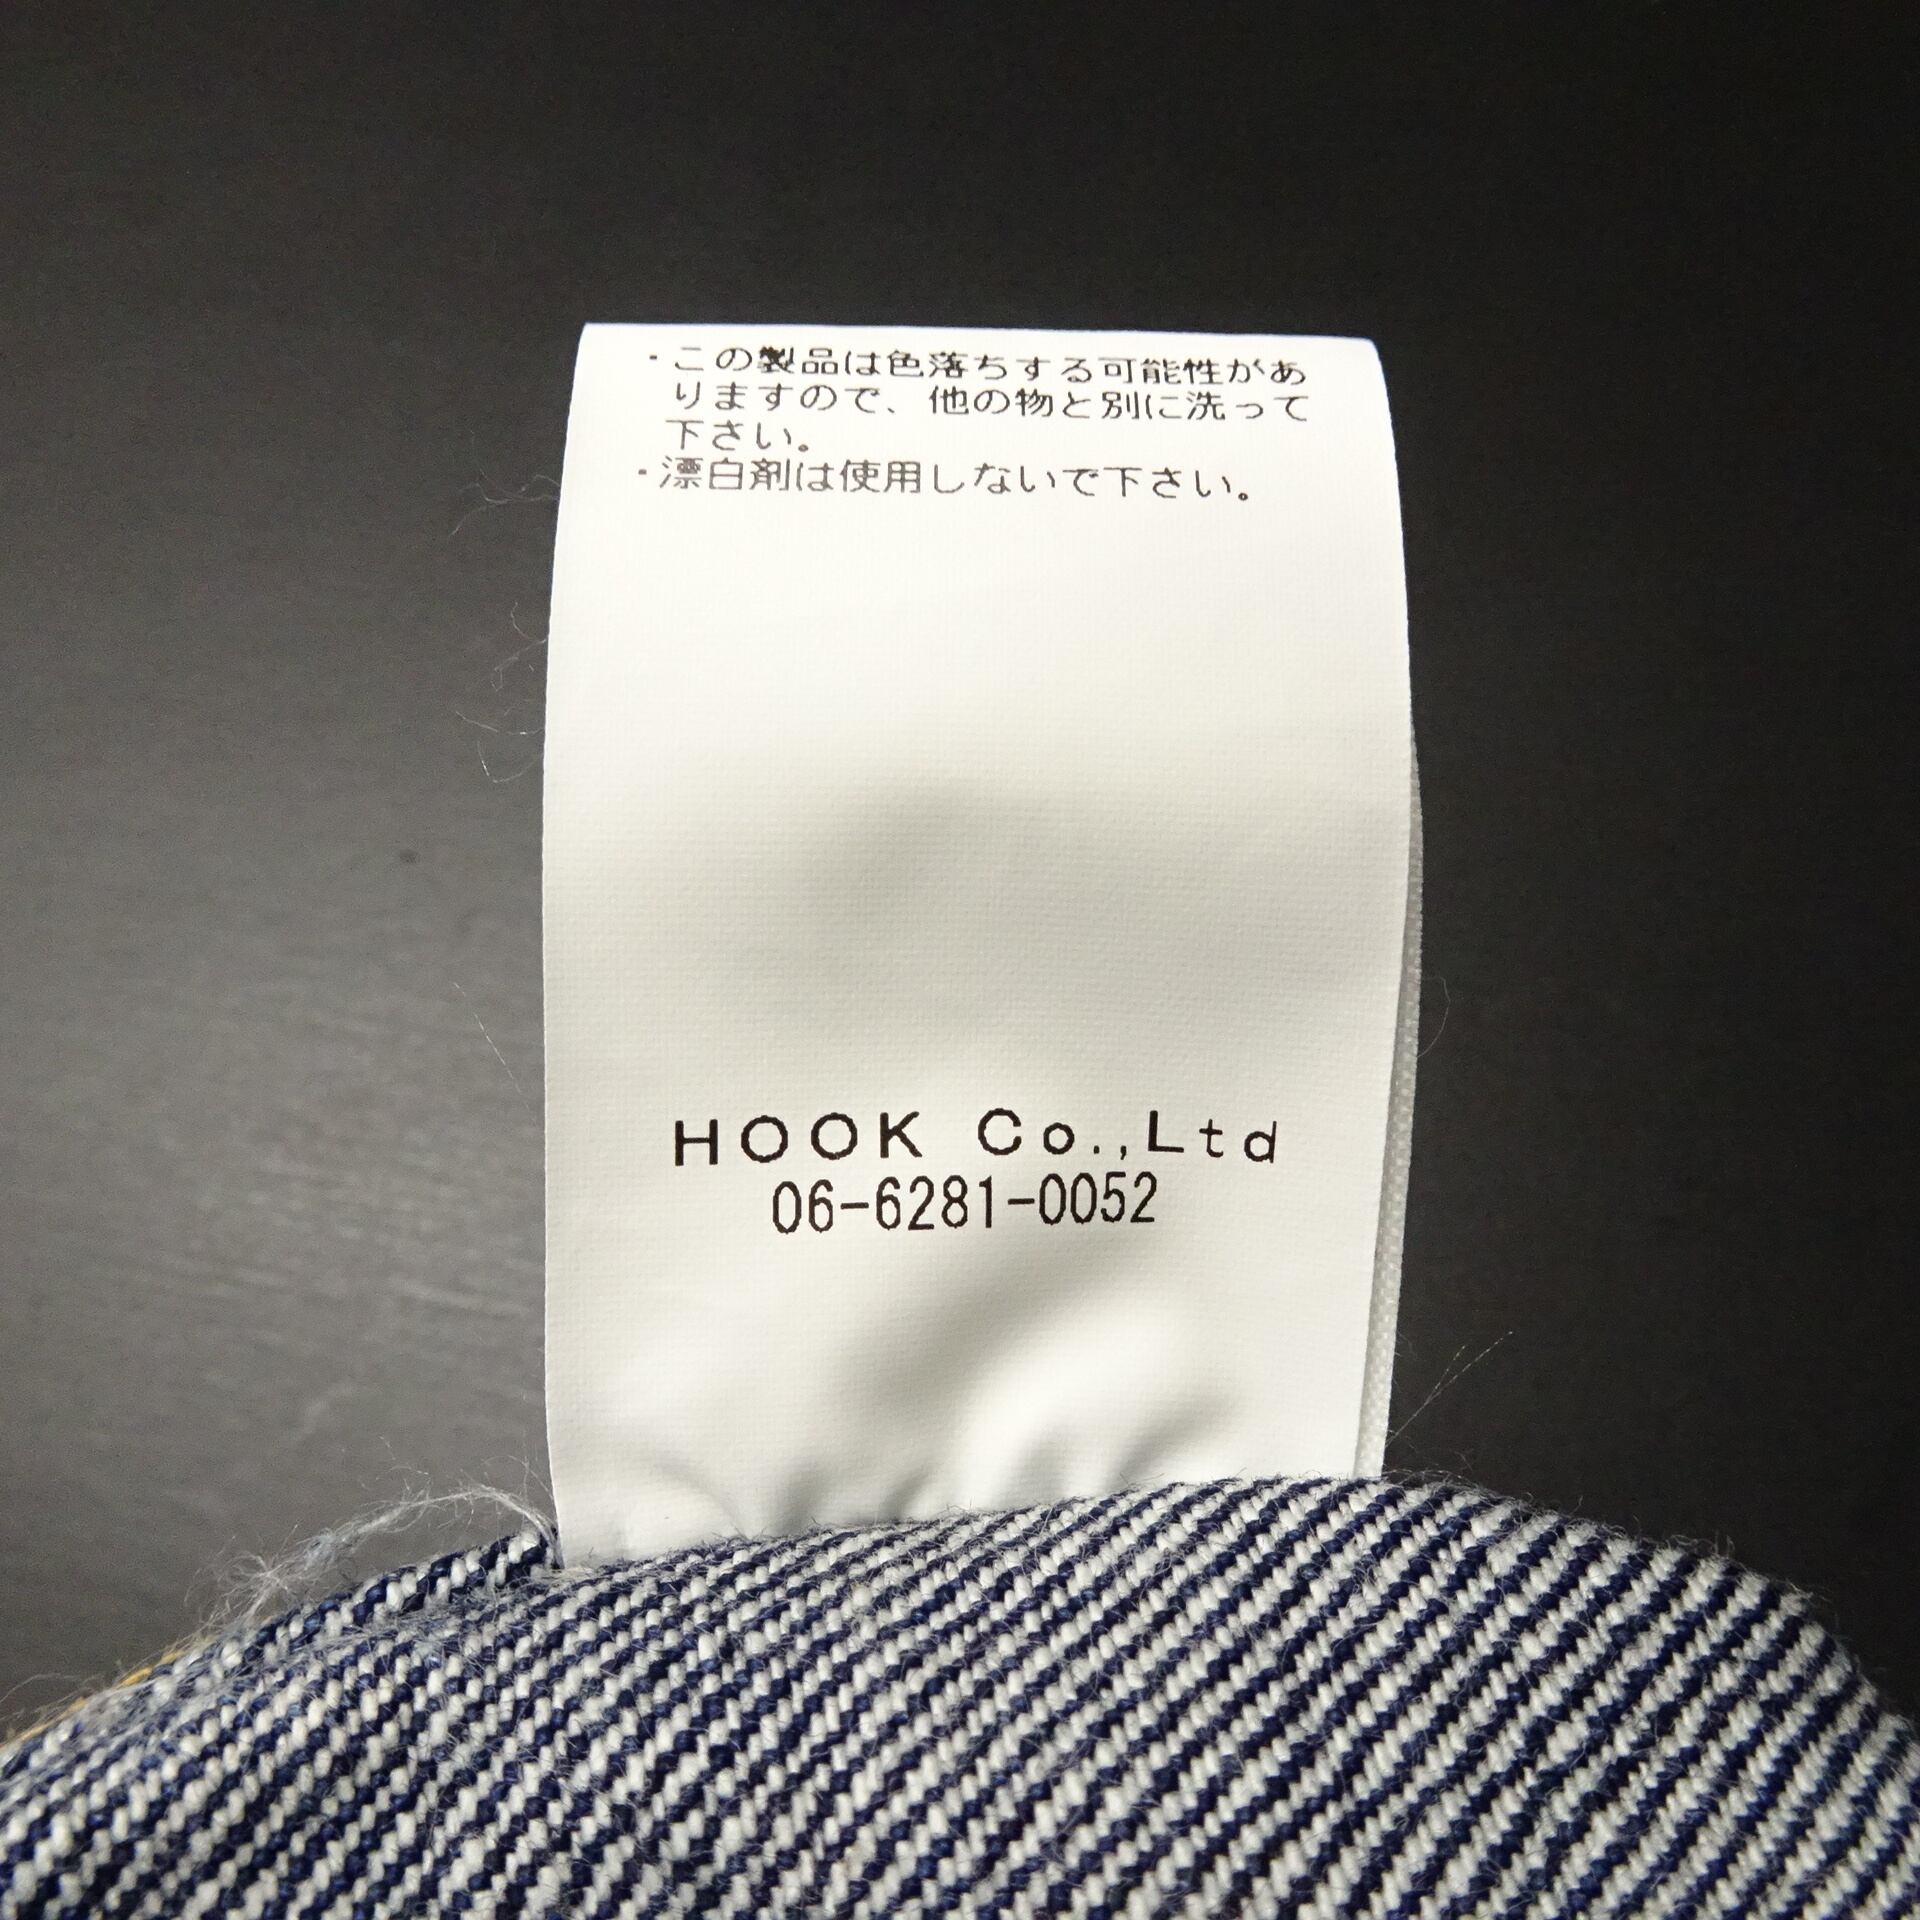 ・この製品は色落ちする可能性があ
りますので、他の物と別に洗って
下さい。
・漂白剤は使用しないで下さい。
HOOK Co.,Ltd
06-6281-0052